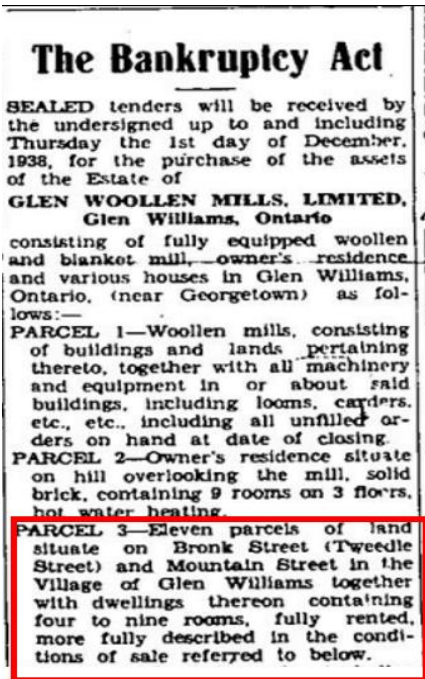 The Bankruptcy Act
SEALED tenders will be received by
the undersigned up to and including
Thursday the 1st day of December,
1938, for the purchase of the assets
of the Estate of
GLEN WOOLLEN MILLS, LIMITED,
Glen Williams, Ontario
consisting of fully equipped woollen
and blanket mill, owner's residence
and various houses in Glen Williams,
Ontario, (near Georgetown) as fol-
lows:—
PARCEL 1—Woollen mills, consisting
of buildings and lands pertaining
thereto, together with all machinery
and equipment in or about said
buildings, including looms, carders,
etc., etc., including all unfilled or-
ders on hand at date of closing.
PARCEL 2—Owner's residence situate
on hill overlooking the mill, solid
brick, containing 9 rooms on 3 floors,
hot water heating.
PARCEL 3—Eleven parcels of land
situate on Bronk Street (Tweedle
Street) and Mountain Street in the
Village of Glen Williams together
with dwellings thereon containing
four to nine rooms, fully rented,
more fully described in the condi-
tions of sale referred to below.